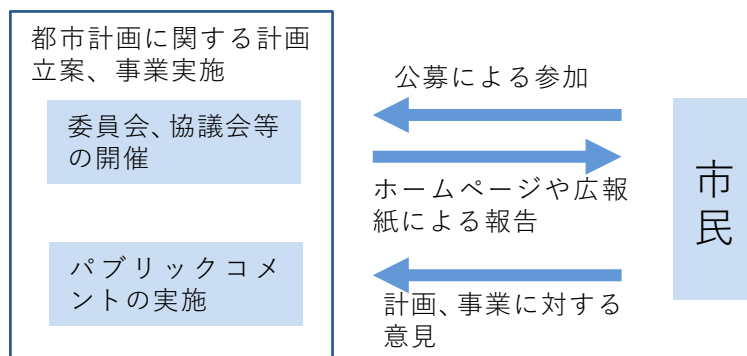 都市計画に関する計画
立案、事業実施
委員会、協議会等
の開催
パブリックコメ
ントの実施
公募による参加
ホームページや広報
紙による報告
計画、事業に対する
意見
市民